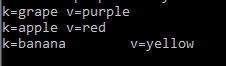 k=grape v=purple
k=apple v=red
k=banana         v=yellow